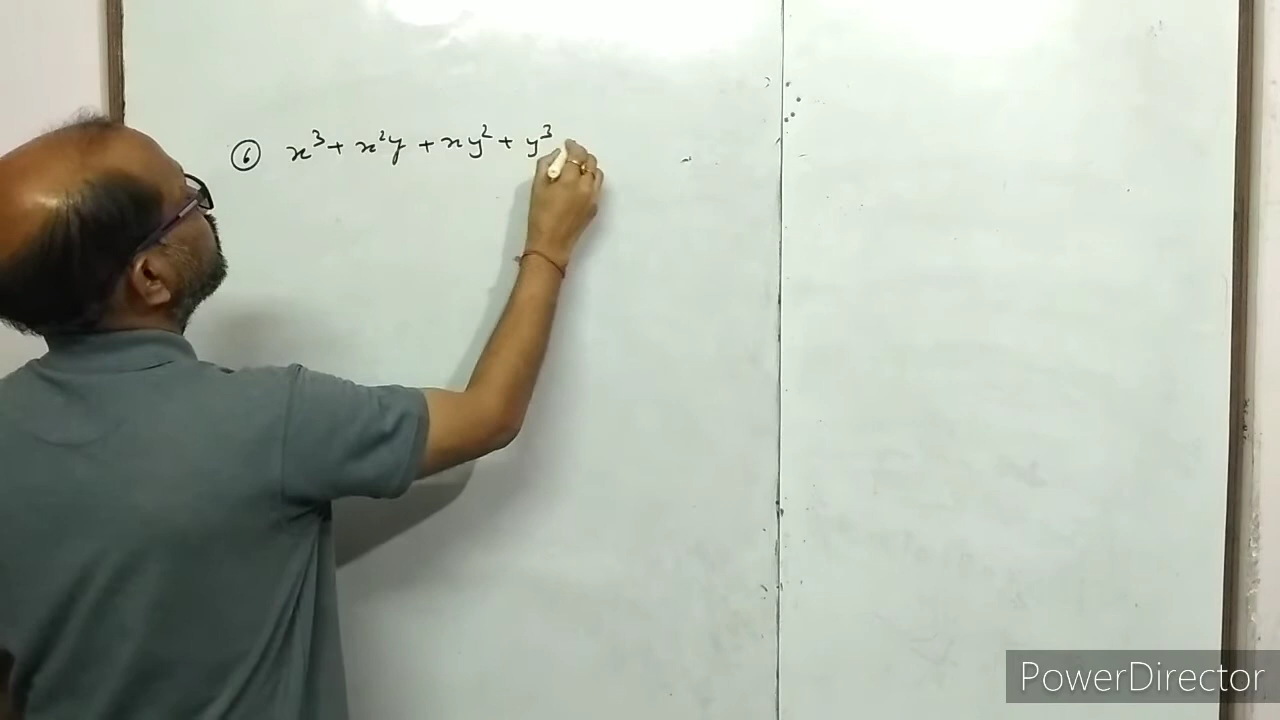 ⑥ x³ + x²y + xy² + y³
PowerDirector